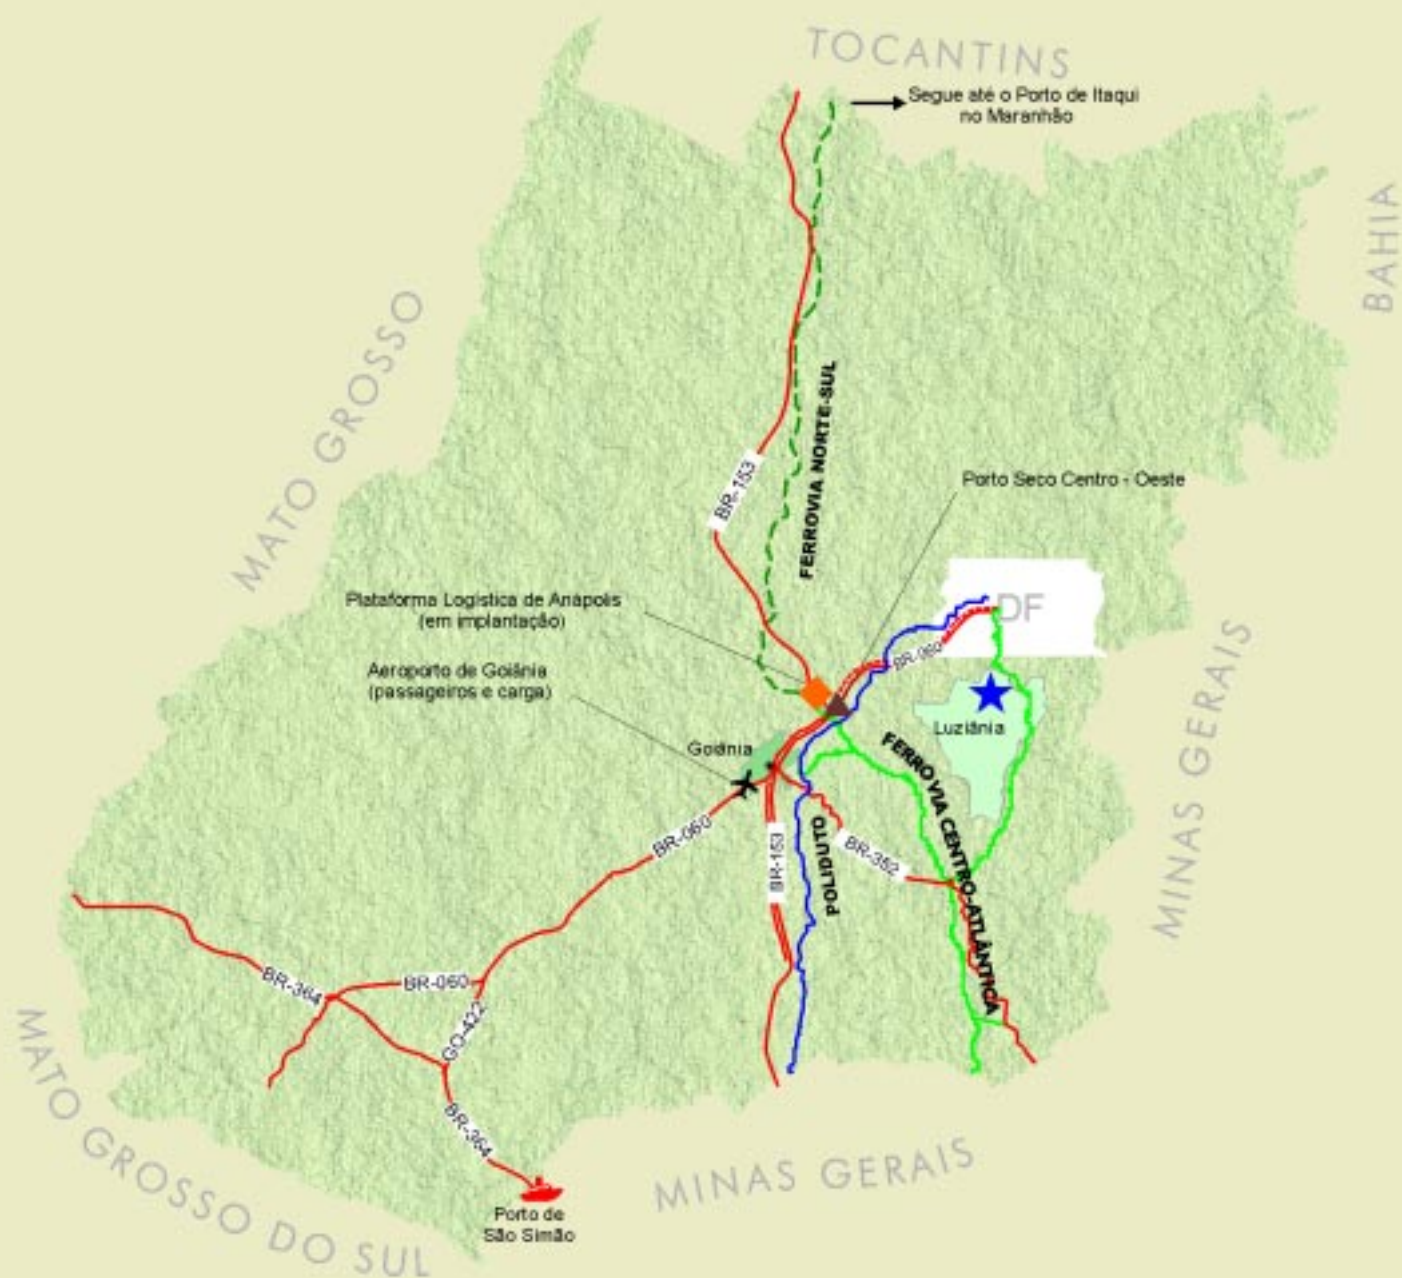 TOCANTINS
Segue até o Porto de Itaqui
no Maranhão
BAHIA
MATO GROSSO
FERROVIA NORTE-SUL
BR-153
Porto Seco Centro - Oeste
Plataforma Logística de Anápolis
(em implantação)
DF
BR-060
Aeroporto de Goiânia
(passageiros e carga)
MINAS GERAIS
Luziânia
Goiânia
FERROVIA CENTRO-ATLÂNTICA
BR-060
BR-153
POLIDUTO
BR-352
BR-364
BR-060
GO-422
BR-364
MATO GROSSO DO SUL
MINAS GERAIS
Porto de
São Simão